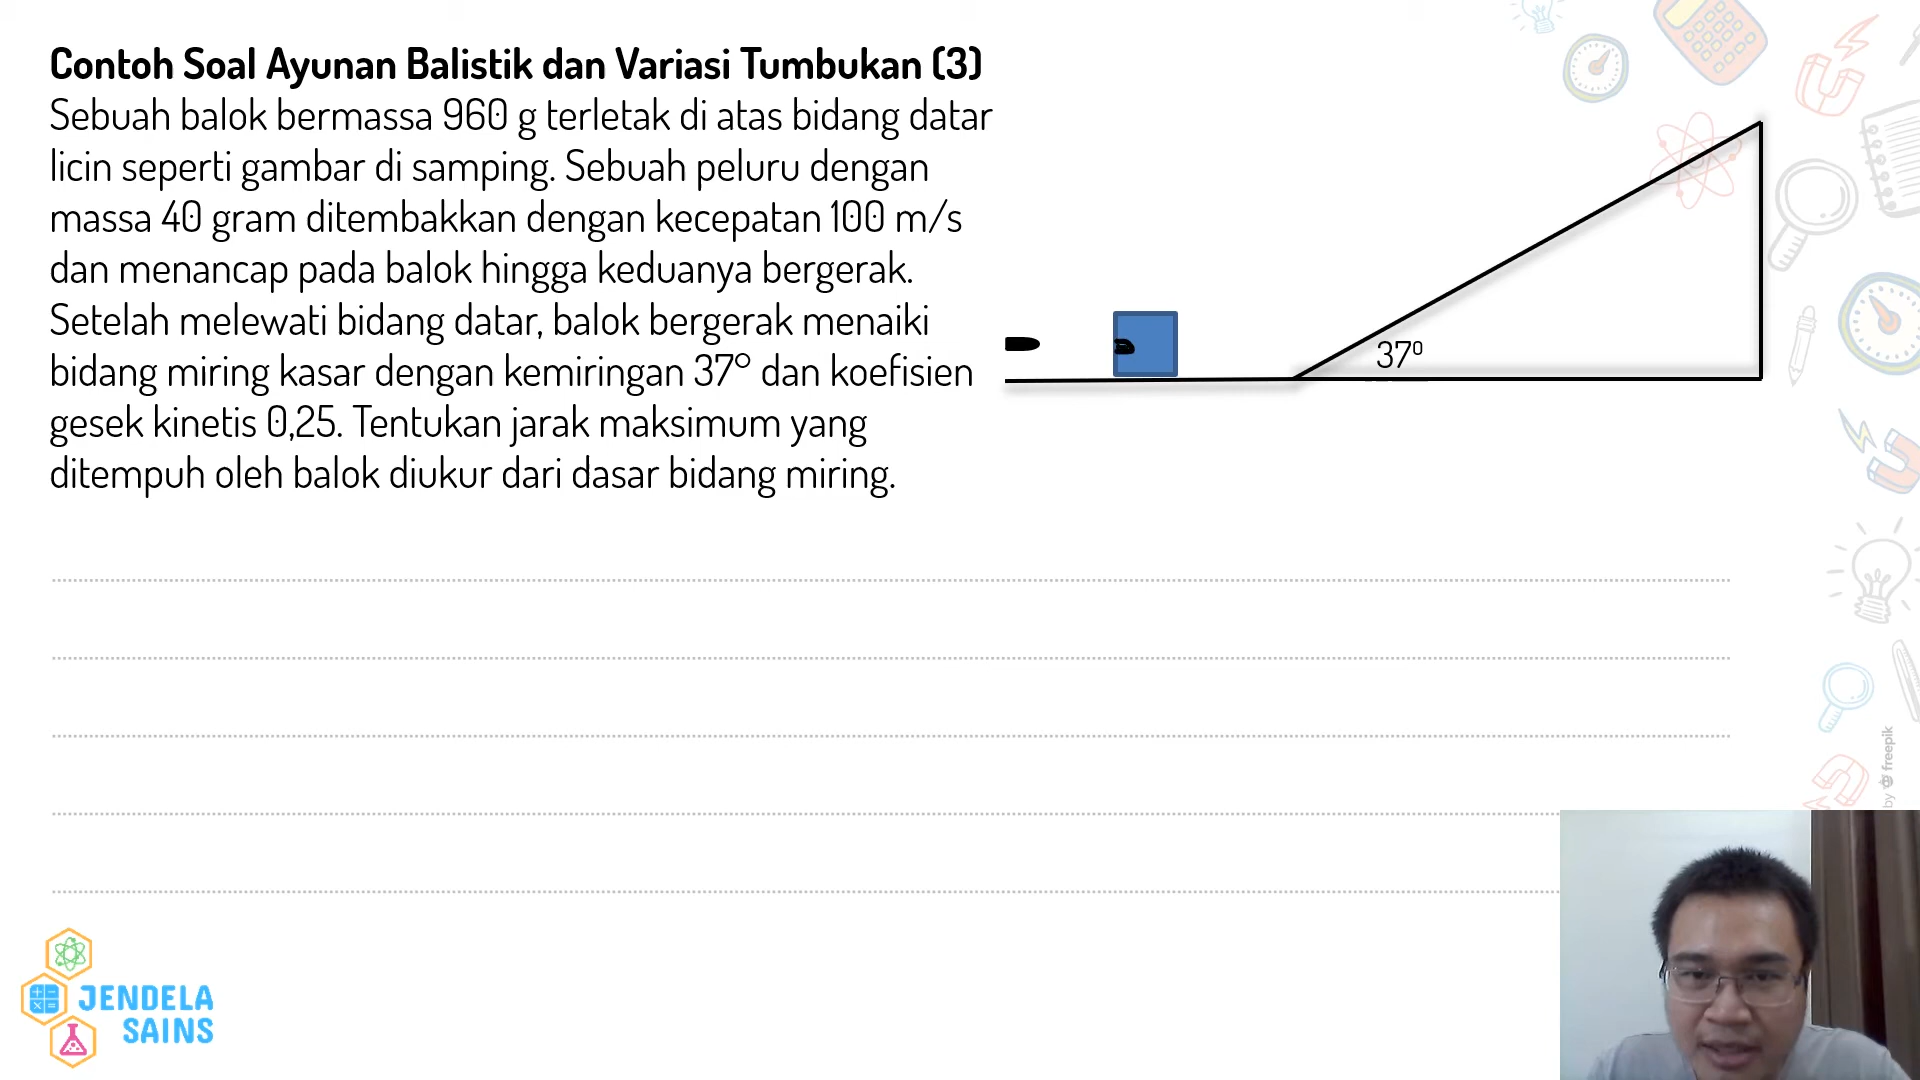 Contoh Soal Ayunan Balistik dan Variasi Tumbukan (3)
Sebuah balok bermassa 960 g terletak di atas bidang datar
licin seperti gambar di samping. Sebuah peluru dengan
massa 40 gram ditembakkan dengan kecepatan 100 m/s
dan menancap pada balok hingga keduanya bergerak.
Setelah melewati bidang datar, balok bergerak menaiki
bidang miring kasar dengan kemiringan 37° dan koefisien
gesek kinetis 0,25. Tentukan jarak maksimum yang
ditempuh oleh balok diukur dari dasar bidang miring.
37⁰
by freepik
JENDELA
SAINS